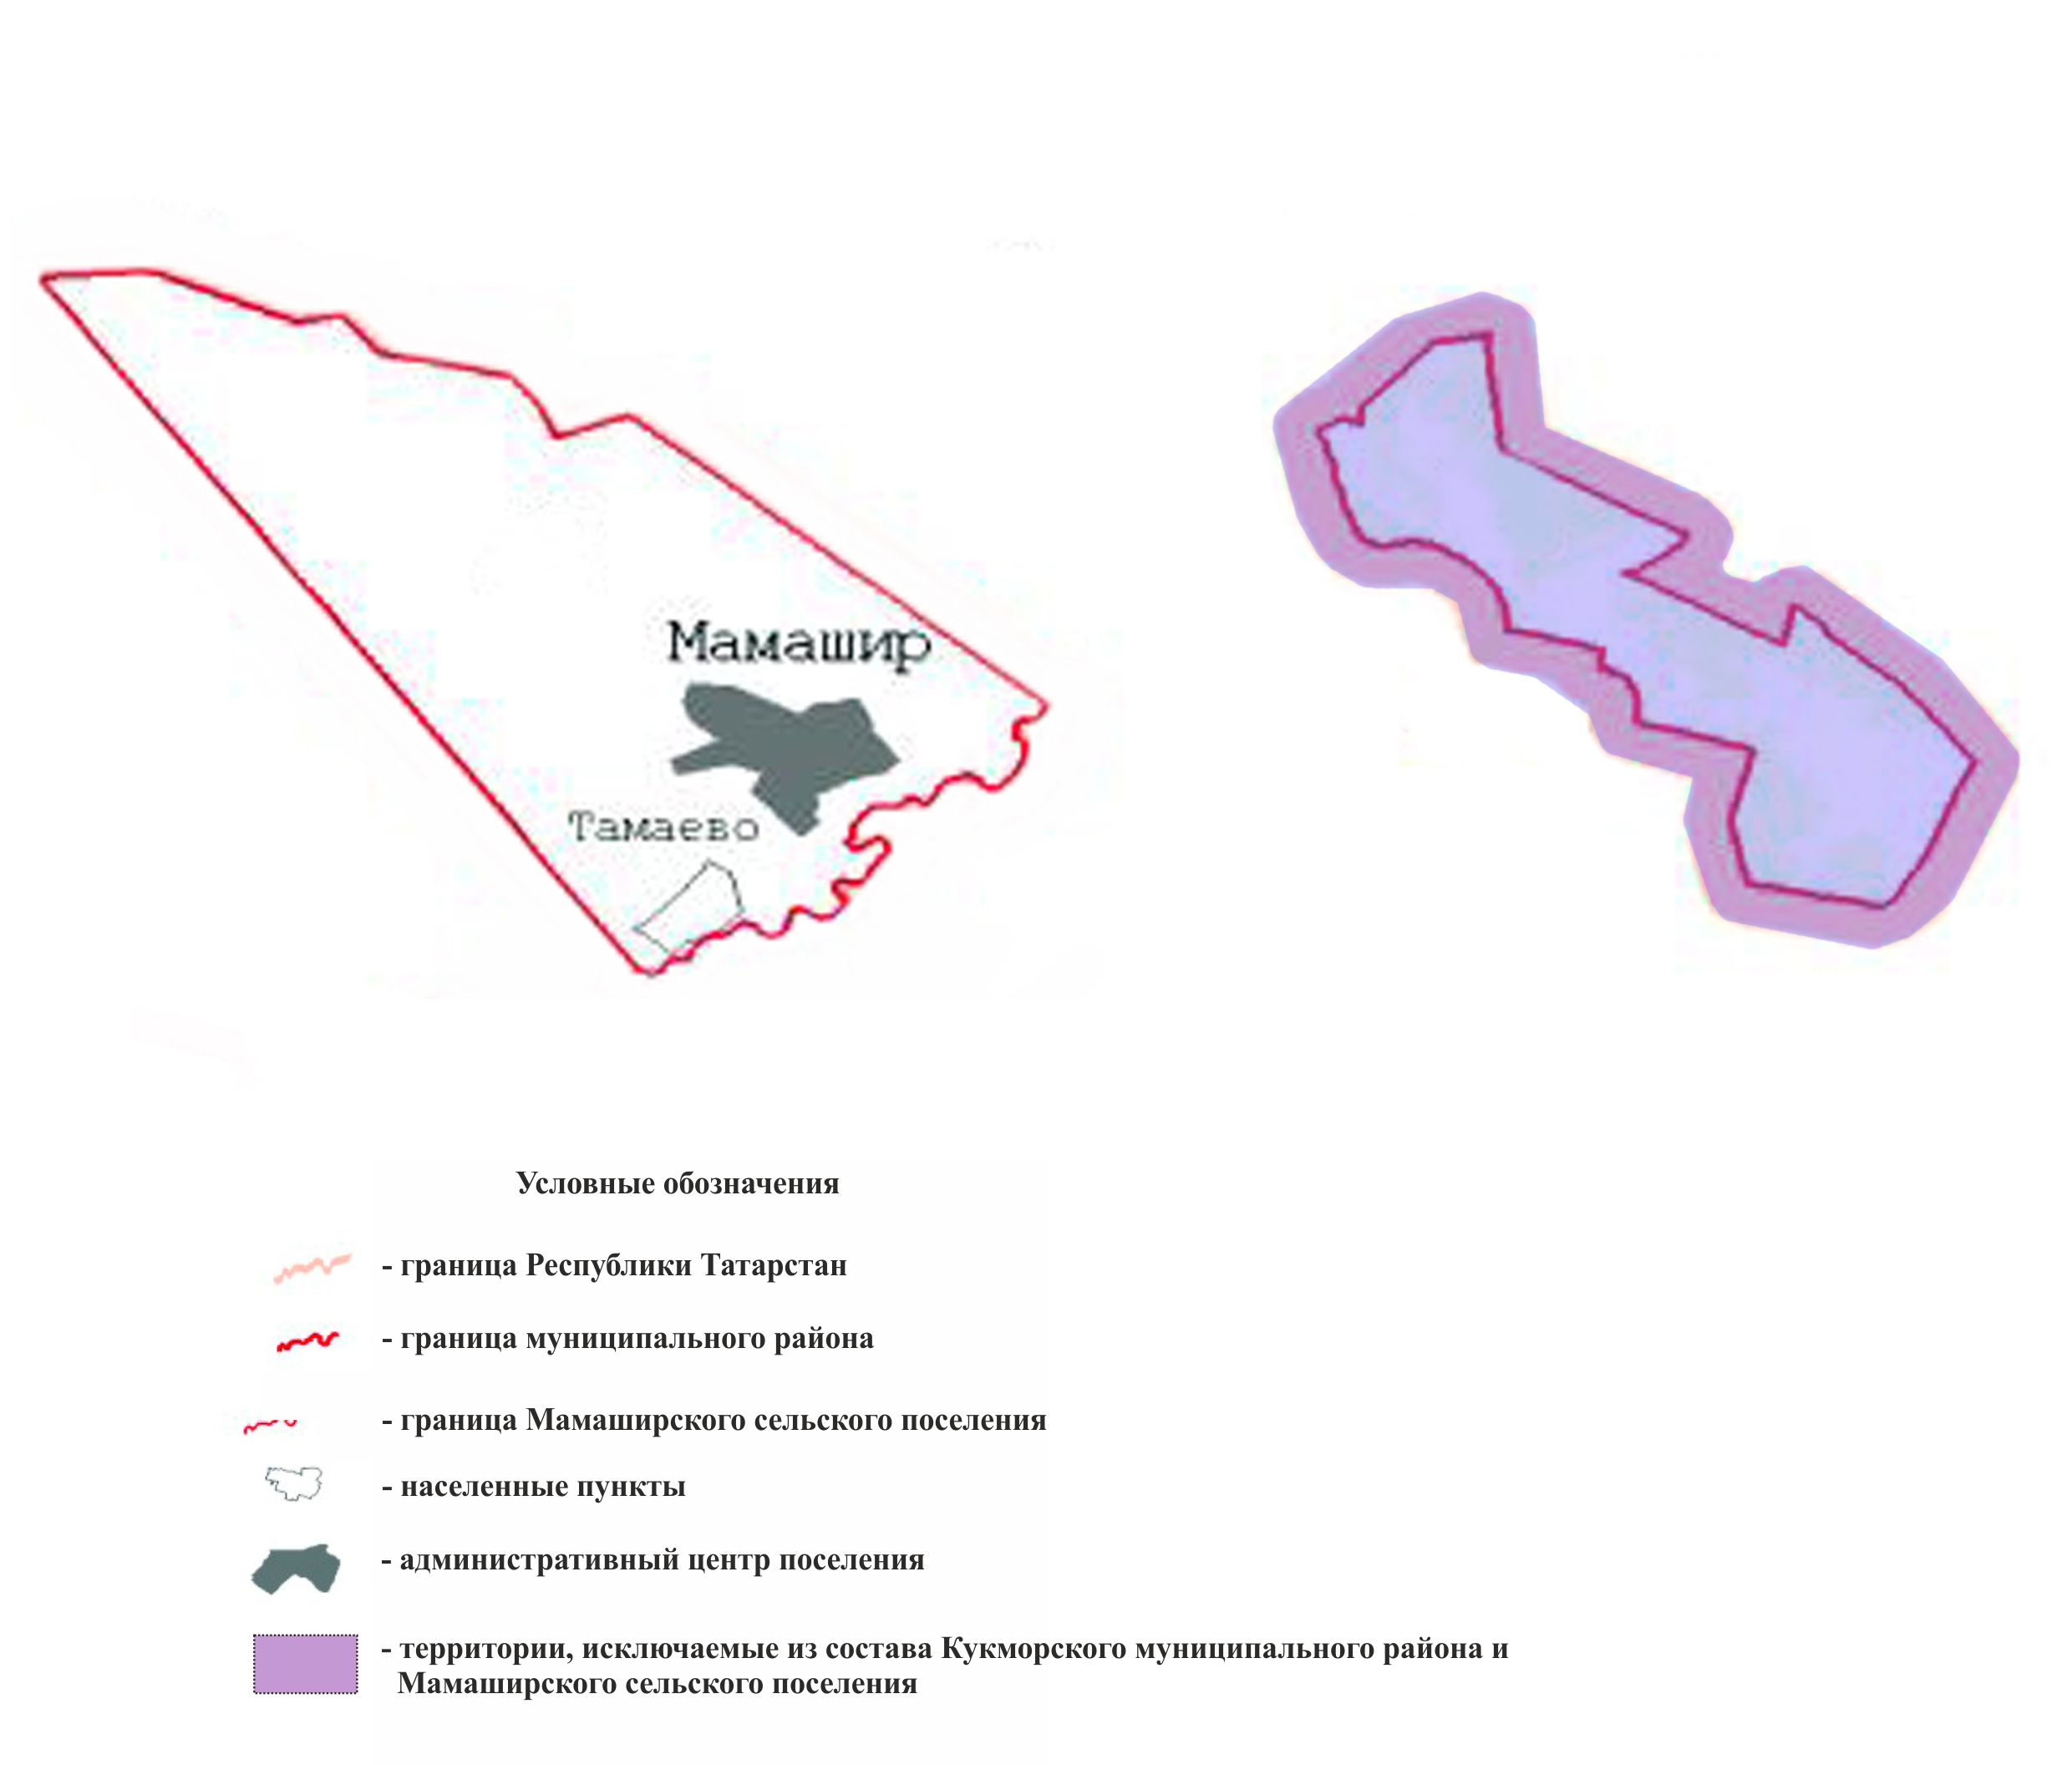 Мамашир
Тамаево
Условные обозначения
- граница Республики Татарстан
- граница муниципального района
- граница Мамаширского сельского поселения
- населенные пункты
- административный центр поселения
- территории, исключаемые из состава Кукморского муниципального района и
Мамаширского сельского поселения